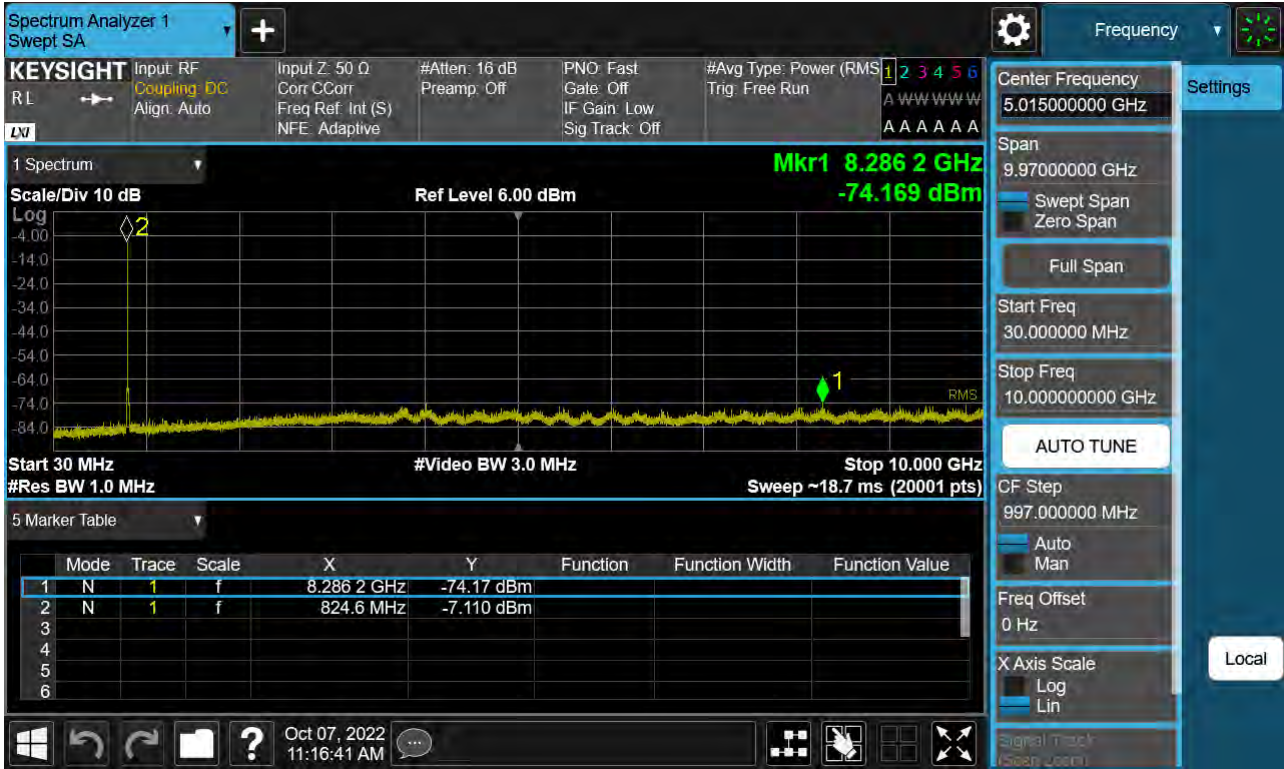 Spectrum Analyzer 1
Swept SA
+
Frequency
KEYSIGHT
RL
LXI
Input: RF
Coupling: DC
Align: Auto
Input Z: 50 Ω
Corr CCorr
Freq Ref: Int (S)
NFE: Adaptive
#Atten: 16 dB
Preamp: Off
PNO: Fast
Gate: Off
IF Gain: Low
Sig Track: Off
#Avg Type: Power (RMS
Trig: Free Run
1 2 3 4 5 6
A W W W W W
A A A A A A
Center Frequency
5.015000000 GHz
Settings
1 Spectrum
Mkr1 8.286 2 GHz
-74.169 dBm
Scale/Div 10 dB
Ref Level 6.00 dBm
Log
-4.00
-14.0
-24.0
-34.0
-44.0
-54.0
-64.0
-74.0
-84.0
2
1
RMS
Start 30 MHz
#Video BW 3.0 MHz
Stop 10.000 GHz
#Res BW 1.0 MHz
Sweep ~18.7 ms (20001 pts)
Span
9.97000000 GHz
Swept Span
Zero Span
Full Span
Start Freq
30.000000 MHz
Stop Freq
10.000000000 GHz
AUTO TUNE
CF Step
997.000000 MHz
Auto
Man
Freq Offset
0 Hz
X Axis Scale
Log
Lin
Signal Track
(Span Zoom)
Local
5 Marker Table
Mode Trace Scale X Y Function Function Width Function Value
1 N 1 f 8.286 2 GHz -74.17 dBm
2 N 1 f 824.6 MHz -7.110 dBm
3
4
5
6
?
Oct 07, 2022
11:16:41 AM